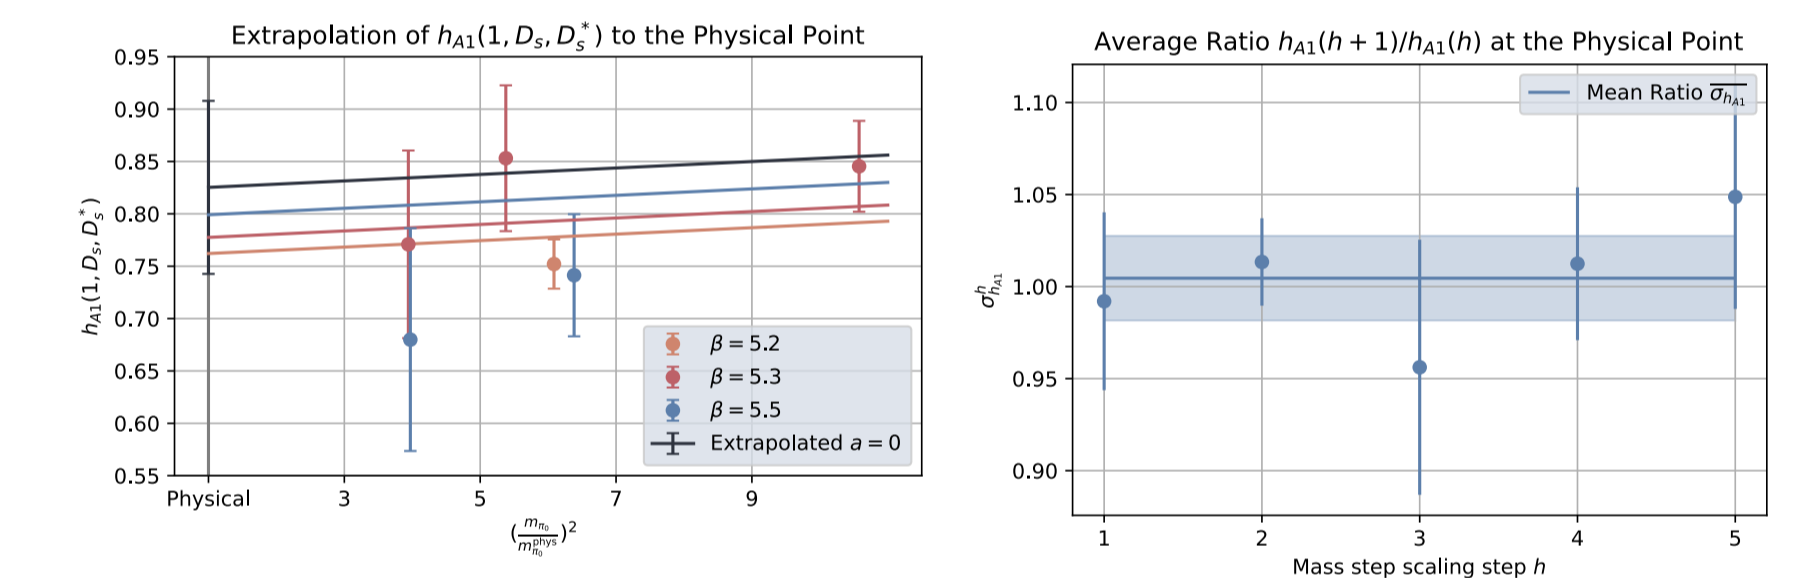 Extrapolation of h_{A1}(1, D_s, D_s^*) to the Physical Point
0.95
0.90
0.85
0.80
0.75
0.70
0.65
0.60
0.55
h_{A1}(1, D_s, D_s^*)
β = 5.2
β = 5.3
β = 5.5
Extrapolated a = 0
Physical 3 5 7 9
(\frac{m_{π_0}}{m_{π_0}^{phys}})^2
Average Ratio h_{A1}(h + 1)/h_{A1}(h) at the Physical Point
Mean Ratio \overline{σ_{h_{A1}}}
1.10
1.05
1.00
0.95
0.90
σ^h_{h_{A1}}
1 2 3 4 5
Mass step scaling step h